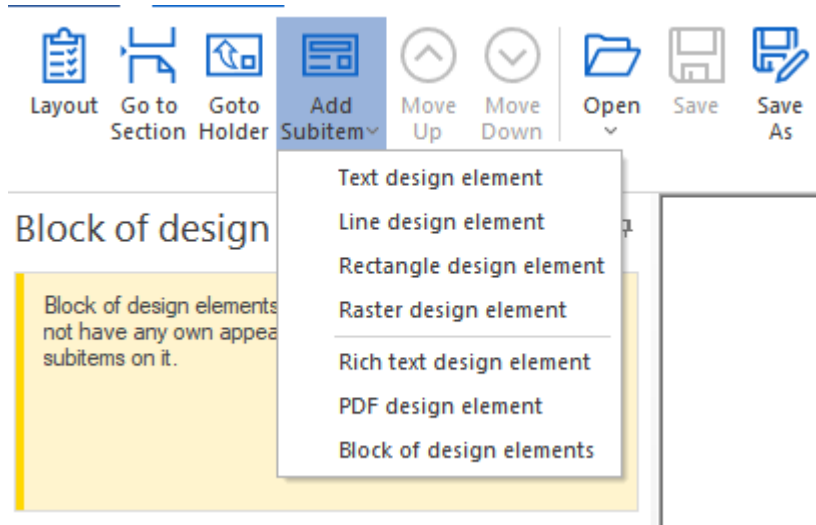 Layout
Go to
Section
Goto
Holder
Add
Subitem
Move
Up
Move
Down
Open
Save
Save
As
Text design element
Line design element
Rectangle design element
Raster design element
Rich text design element
PDF design element
Block of design elements
Block of design
Block of design elements
not have any own appea
subitems on it.